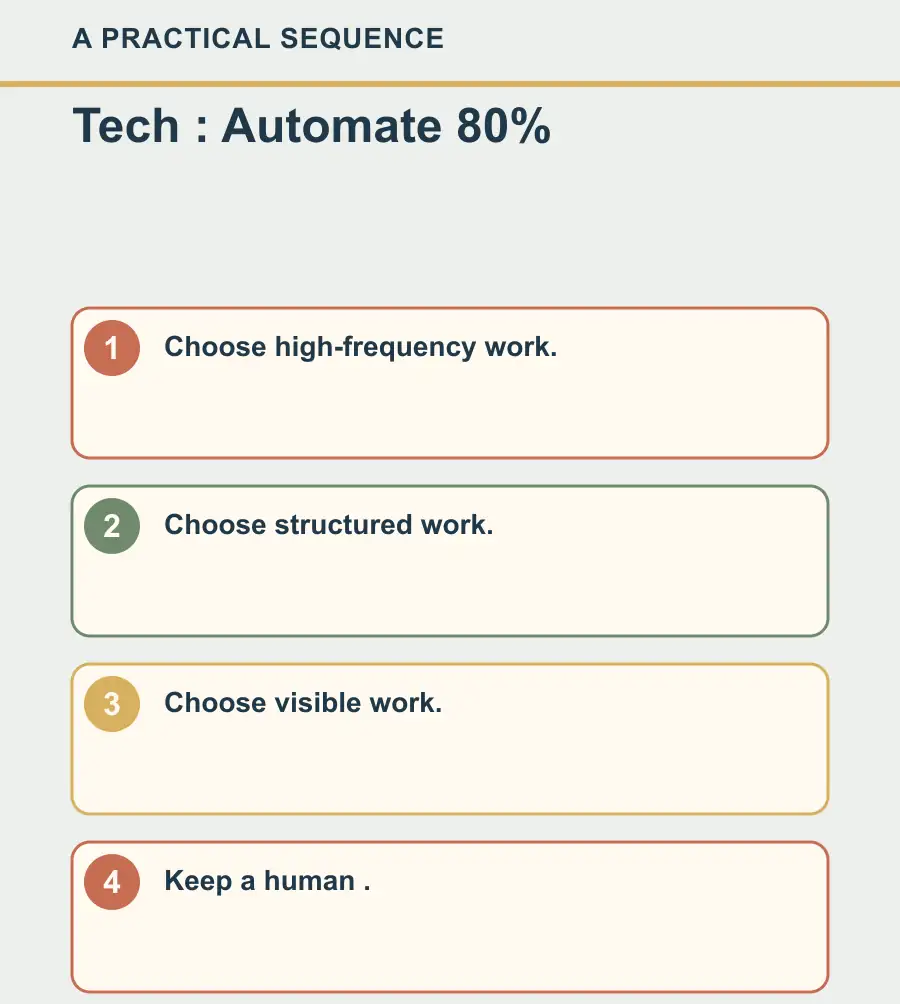 A PRACTICAL SEQUENCE
Tech : Automate 80%
1 Choose high-frequency work.
2 Choose structured work.
3 Choose visible work.
4 Keep a human .